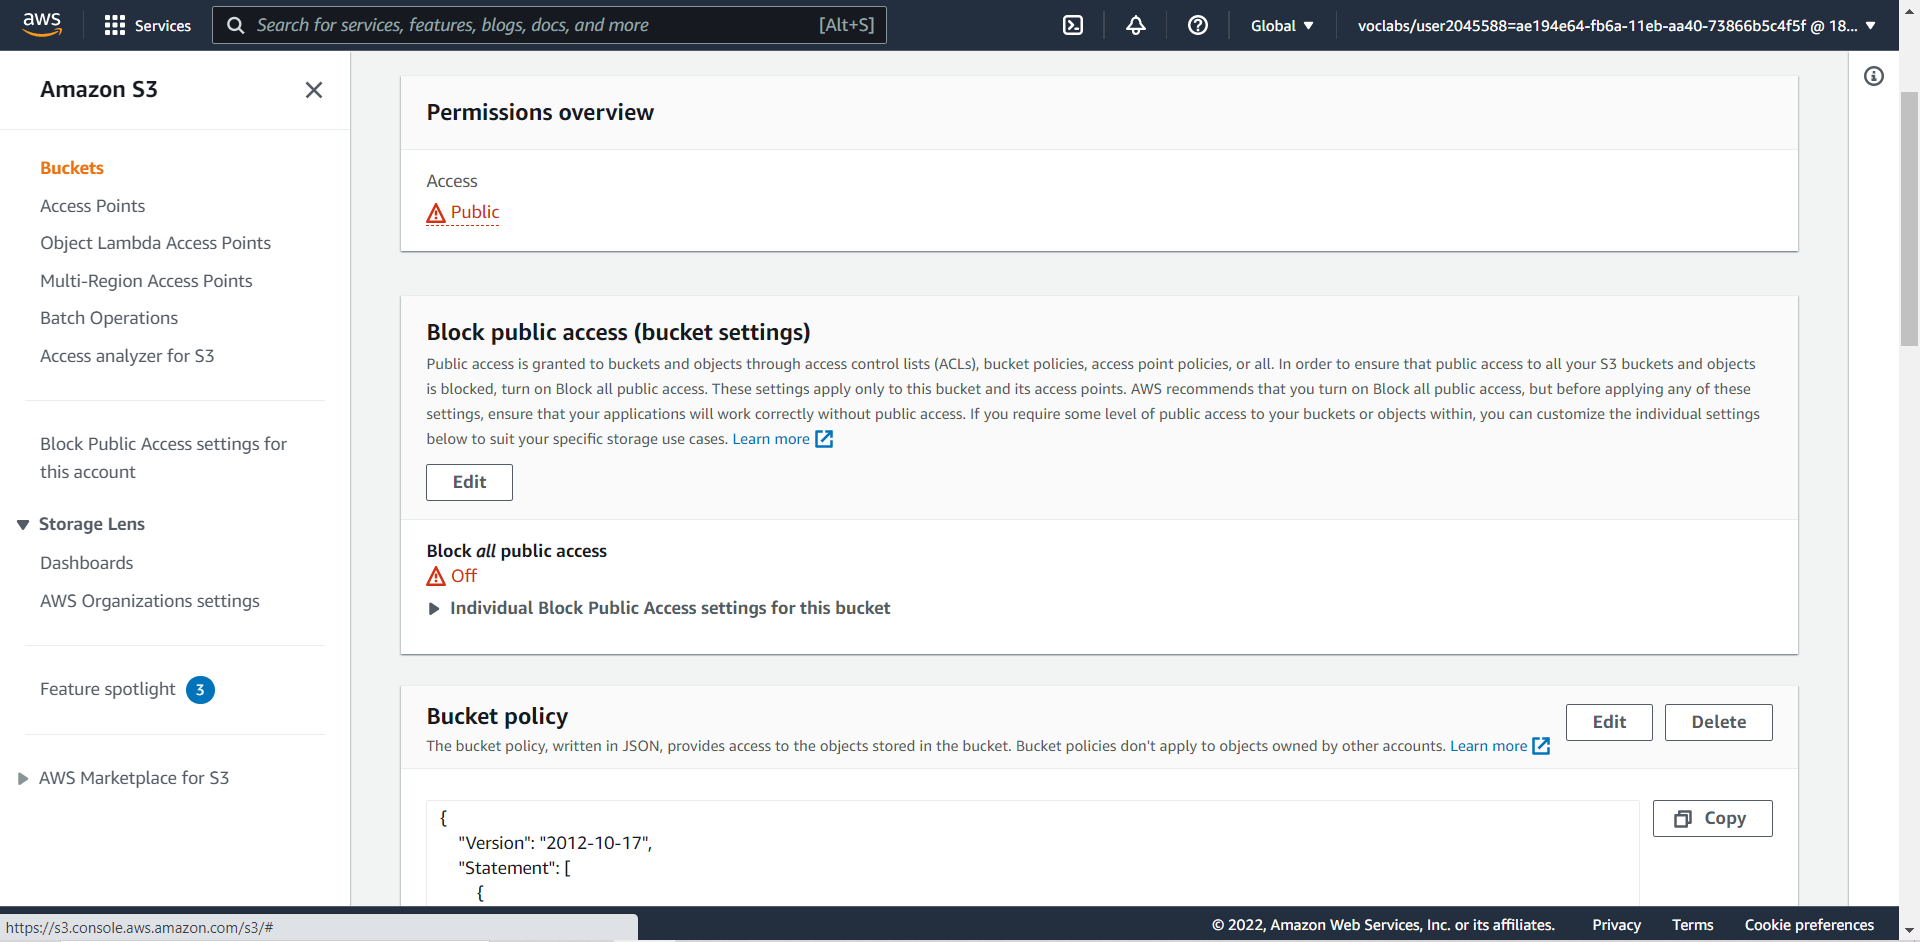 aws
Services
Search for services, features, blogs, docs, and more
[Alt+S]
Global
voclabs/user2045588=ae194e64-fb6a-11eb-aa40-73866b5c4f5f @ 18...
Amazon S3
Buckets
Access Points
Object Lambda Access Points
Multi-Region Access Points
Batch Operations
Access analyzer for S3
Block Public Access settings for
this account
Storage Lens
Dashboards
AWS Organizations settings
Feature spotlight 3
AWS Marketplace for S3
Permissions overview
Access
Public
Block public access (bucket settings)
Public access is granted to buckets and objects through access control lists (ACLs), bucket policies, access point policies, or all. In order to ensure that public access to all your S3 buckets and objects
is blocked, turn on Block all public access. These settings apply only to this bucket and its access points. AWS recommends that you turn on Block all public access, but before applying any of these
settings, ensure that your applications will work correctly without public access. If you require some level of public access to your buckets or objects within, you can customize the individual settings
below to suit your specific storage use cases. Learn more
Edit
Block all public access
Off
Individual Block Public Access settings for this bucket
Bucket policy
Edit
Delete
The bucket policy, written in JSON, provides access to the objects stored in the bucket. Bucket policies don't apply to objects owned by other accounts. Learn more
Copy
{
"Version": "2012-10-17",
"Statement": [
{
https://s3.console.aws.amazon.com/s3/#
© 2022, Amazon Web Services, Inc. or its affiliates.
Privacy
Terms
Cookie preferences